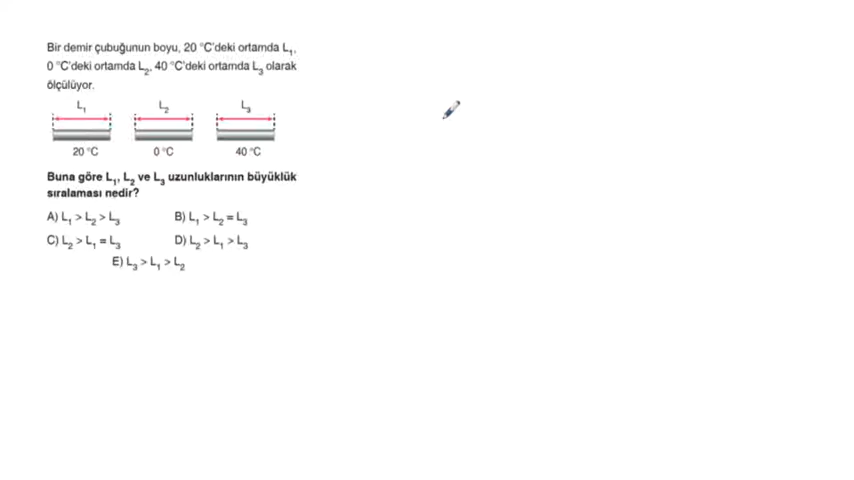 Bir demir çubuğunun boyu, 20 °C'deki ortamda L₁,
0 °C'deki ortamda L₂, 40 °C'deki ortamda L₃ olarak
ölçülüyor.
L₁ L₂ L₃
20 °C 0 °C 40 °C
Buna göre L₁, L₂ ve L₃ uzunluklarının büyüklük
sıralaması nedir?
A) L₁ > L₂ > L₃ B) L₁ > L₂ = L₃
C) L₂ > L₁ = L₃ D) L₂ > L₁ > L₃
E) L₃ > L₁ > L₂